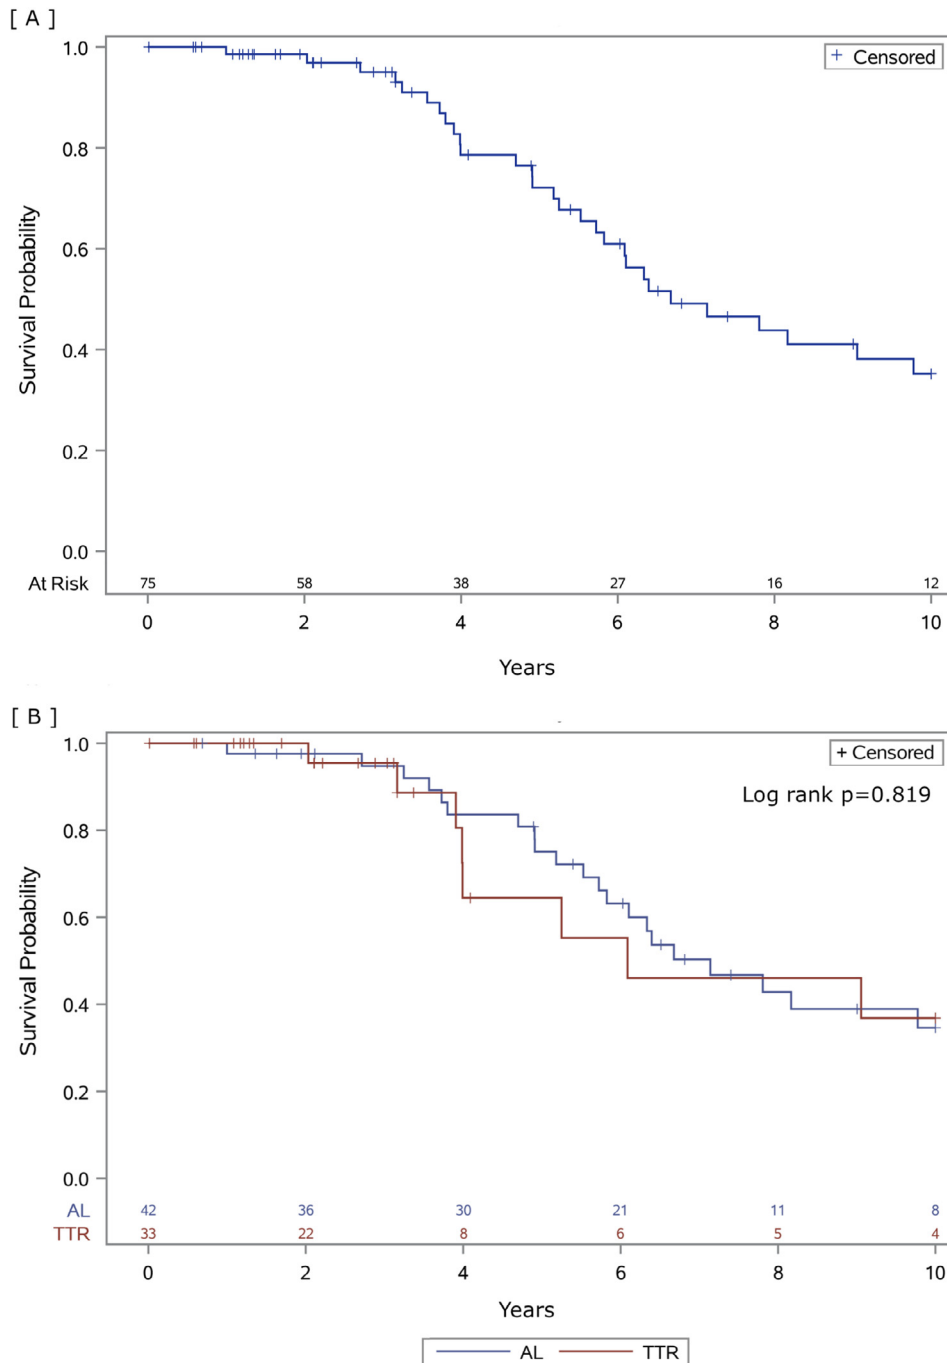 [ A ]
+ Censored
1.0
0.8
0.6
0.4
0.2
0.0
Survival Probability
At Risk 75 58 38 27 16 12
0 2 4 6 8 10
Years
[ B ]
+ Censored
Log rank p=0.819
1.0
0.8
0.6
0.4
0.2
0.0
Survival Probability
AL 42 36 30 21 11 8
TTR 33 22 8 6 5 4
0 2 4 6 8 10
Years
AL TTR